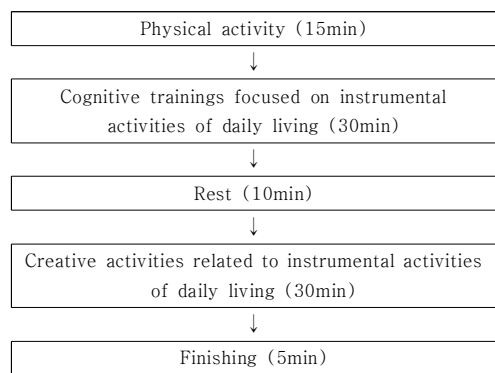 Physical activity (15min)
↓
Cognitive trainings focused on instrumental
activities of daily living (30min)
↓
Rest (10min)
↓
Creative activities related to instrumental activities
of daily living (30min)
↓
Finishing (5min)